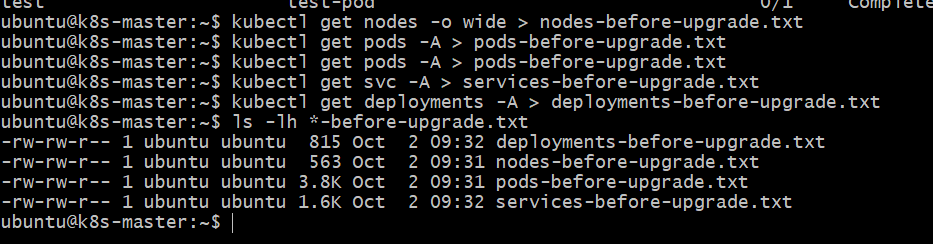 test                    test-pod                                0/1     Complete
ubuntu@k8s-master:~$ kubectl get nodes -o wide > nodes-before-upgrade.txt
ubuntu@k8s-master:~$ kubectl get pods -A > pods-before-upgrade.txt
ubuntu@k8s-master:~$ kubectl get pods -A > pods-before-upgrade.txt
ubuntu@k8s-master:~$ kubectl get svc -A > services-before-upgrade.txt
ubuntu@k8s-master:~$ kubectl get deployments -A > deployments-before-upgrade.txt
ubuntu@k8s-master:~$ ls -lh *-before-upgrade.txt
-rw-rw-r-- 1 ubuntu ubuntu  815 Oct  2 09:32 deployments-before-upgrade.txt
-rw-rw-r-- 1 ubuntu ubuntu  563 Oct  2 09:31 nodes-before-upgrade.txt
-rw-rw-r-- 1 ubuntu ubuntu 3.8K Oct  2 09:31 pods-before-upgrade.txt
-rw-rw-r-- 1 ubuntu ubuntu 1.6K Oct  2 09:32 services-before-upgrade.txt
ubuntu@k8s-master:~$